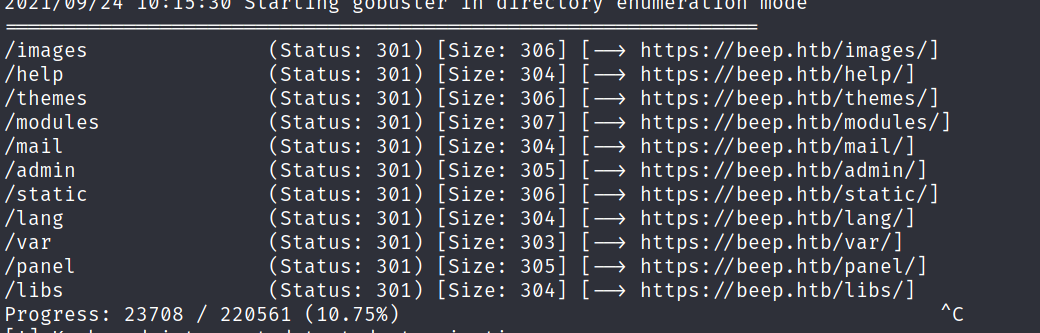 2021/09/24 10:15:30 Starting gobuster in directory enumeration mode
===============================================================
/images (Status: 301) [Size: 306] [--> https://beep.htb/images/]
/help (Status: 301) [Size: 304] [--> https://beep.htb/help/]
/themes (Status: 301) [Size: 306] [--> https://beep.htb/themes/]
/modules (Status: 301) [Size: 307] [--> https://beep.htb/modules/]
/mail (Status: 301) [Size: 304] [--> https://beep.htb/mail/]
/admin (Status: 301) [Size: 305] [--> https://beep.htb/admin/]
/static (Status: 301) [Size: 306] [--> https://beep.htb/static/]
/lang (Status: 301) [Size: 304] [--> https://beep.htb/lang/]
/var (Status: 301) [Size: 303] [--> https://beep.htb/var/]
/panel (Status: 301) [Size: 305] [--> https://beep.htb/panel/]
/libs (Status: 301) [Size: 304] [--> https://beep.htb/libs/]
Progress: 23708 / 220561 (10.75%) ^C